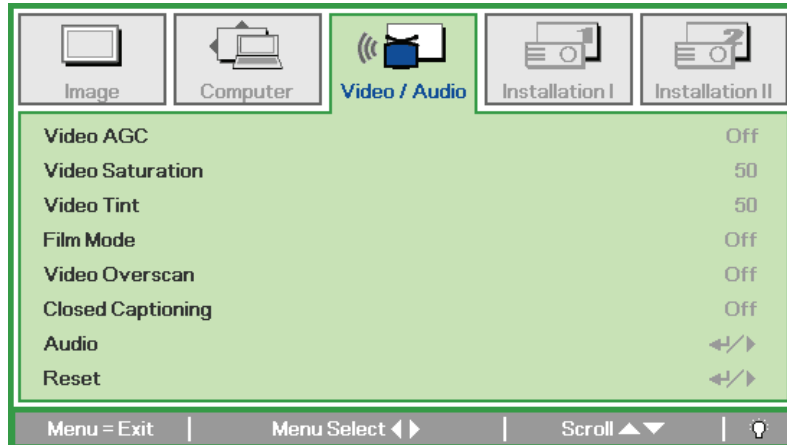 Image Computer Video / Audio Installation I Installation II
Video AGC Off
Video Saturation 50
Video Tint 50
Film Mode Off
Video Overscan Off
Closed Captioning Off
Audio
Reset
Menu = Exit Menu Select Scroll